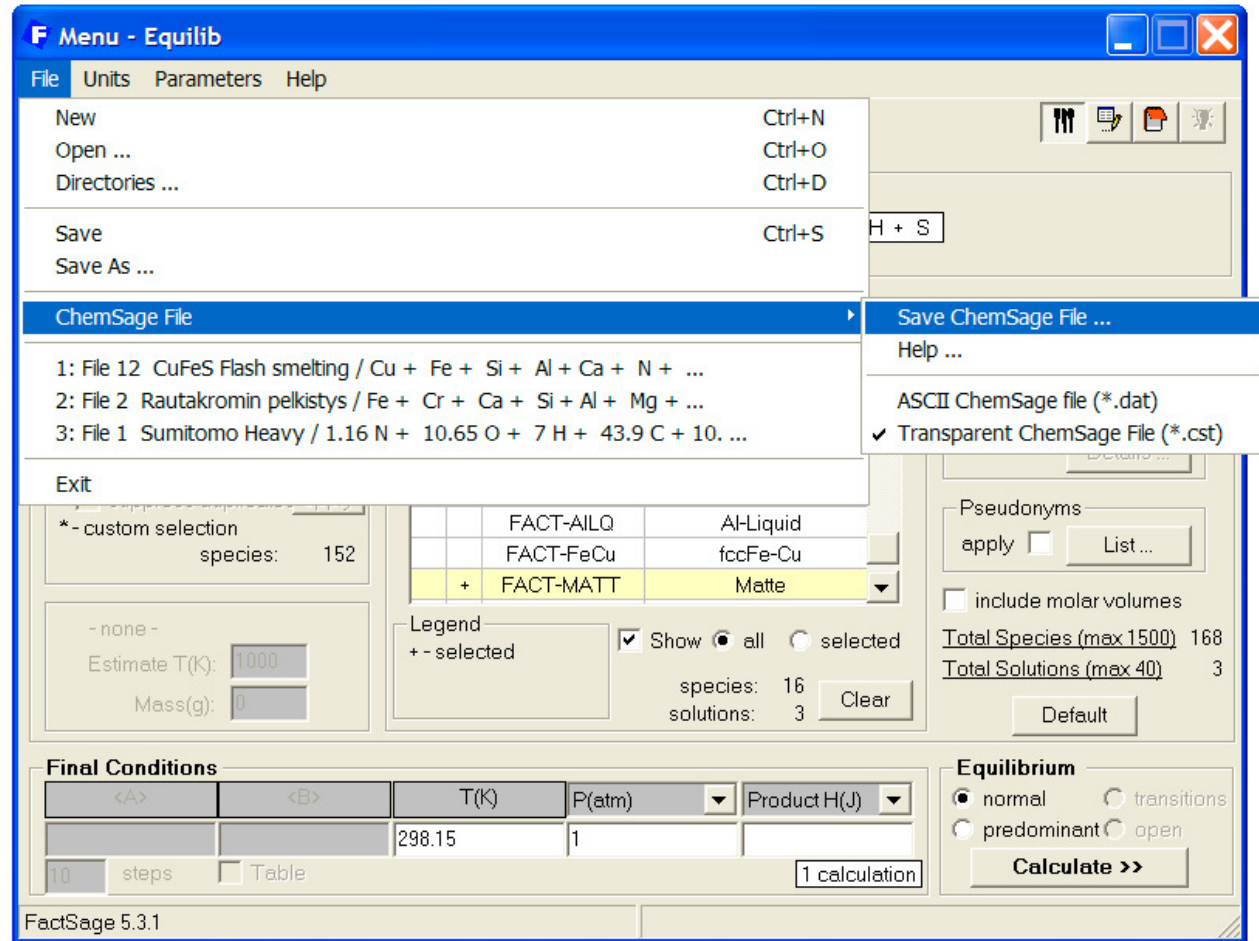 Menu - Equilib
File Units Parameters Help
New Ctrl+N
Open ... Ctrl+O
Directories ... Ctrl+D
Save Ctrl+S
H + S
Save As ...
ChemSage File
Save ChemSage File ...
Help ...
1: File 12 CuFeS Flash smelting / Cu + Fe + Si + Al + Ca + N + ...
2: File 2 Rautakromin pelkistys / Fe + Cr + Ca + Si + Al + Mg + ...
3: File 1 Sumitomo Heavy / 1.16 N + 10.65 O + 7 H + 43.9 C + 10. ...
ASCII ChemSage file (*.dat)
✓ Transparent ChemSage File (*.cst)
Exit
* - custom selection
species: 152
FACT-AlLQ Al-Liquid
FACT-FeCu fccFe-Cu
+ FACT-MATT Matte
Pseudonyms
apply List ...
include molar volumes
- none -
Estimate T(K): 1000
Mass(g): 0
Legend
+ - selected
Show all selected
species: 16
solutions: 3
Clear
Total Species (max 1500) 168
Total Solutions (max 40) 3
Default
Final Conditions
<A> <B> T(K) P(atm) Product H(J)
298.15 1
10 steps Table
1 calculation
Equilibrium
normal transitions
predominant open
Calculate >>
FactSage 5.3.1